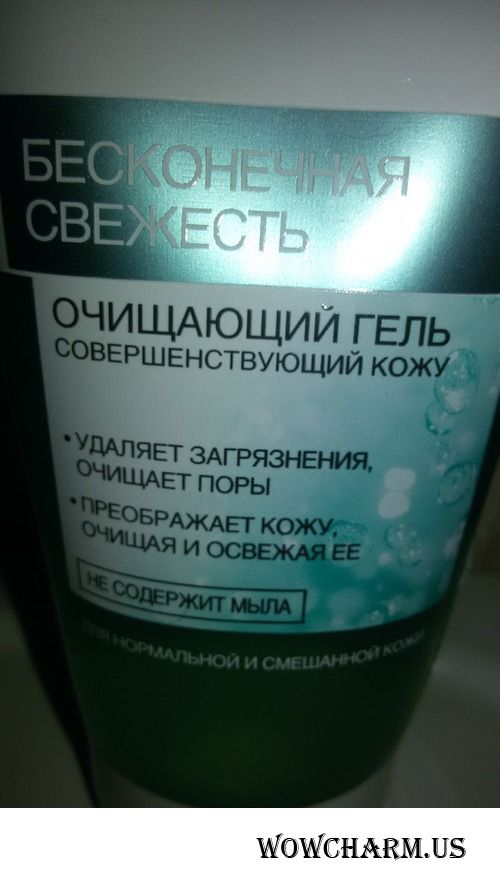 БЕСКОНЕЧНАЯ
СВЕЖЕСТЬ
ОЧИЩАЮЩИЙ ГЕЛЬ
СОВЕРШЕНСТВУЮЩИЙ КОЖУ
•УДАЛЯЕТ ЗАГРЯЗНЕНИЯ,
ОЧИЩАЕТ ПОРЫ
•ПРЕОБРАЖАЕТ КОЖУ,
ОЧИЩАЯ И ОСВЕЖАЯ ЕЕ
НЕ СОДЕРЖИТ МЫЛА
ДЛЯ НОРМАЛЬНОЙ И СМЕШАННОЙ КОЖИ
WOWCHARM.US